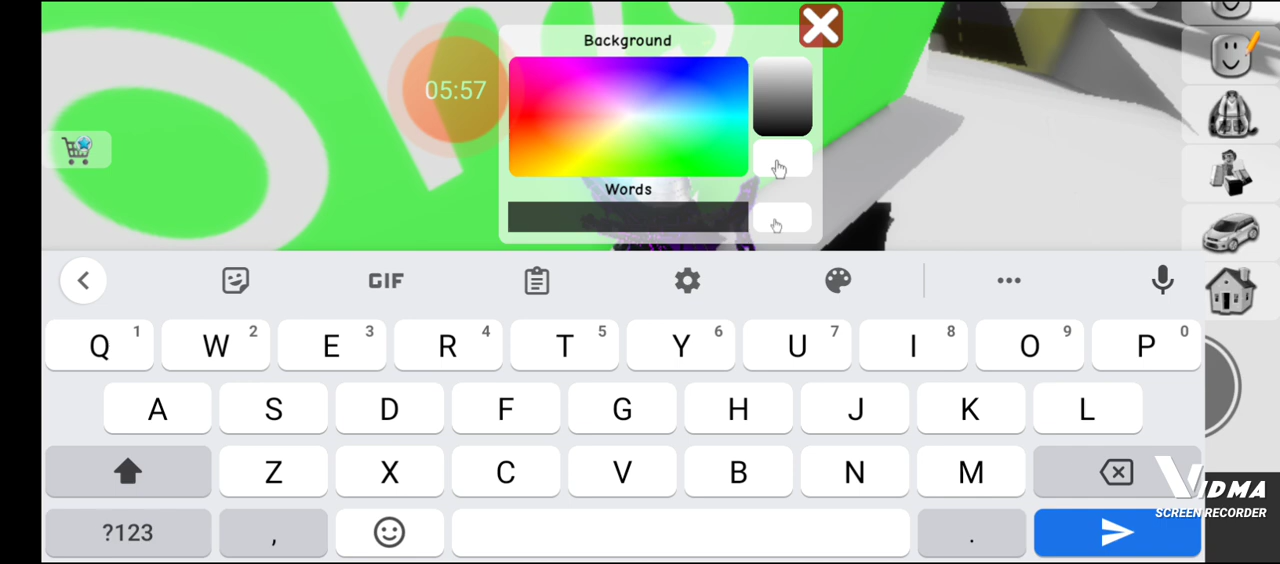 Background
05:57
Words
GIF
Q 1 W 2 E 3 R 4 T 5 Y 6 U 7 I 8 O 9 P 0
A S D F G H J K L
Z X C V B N M
VIDMA
SCREEN RECORDER
?123 , .